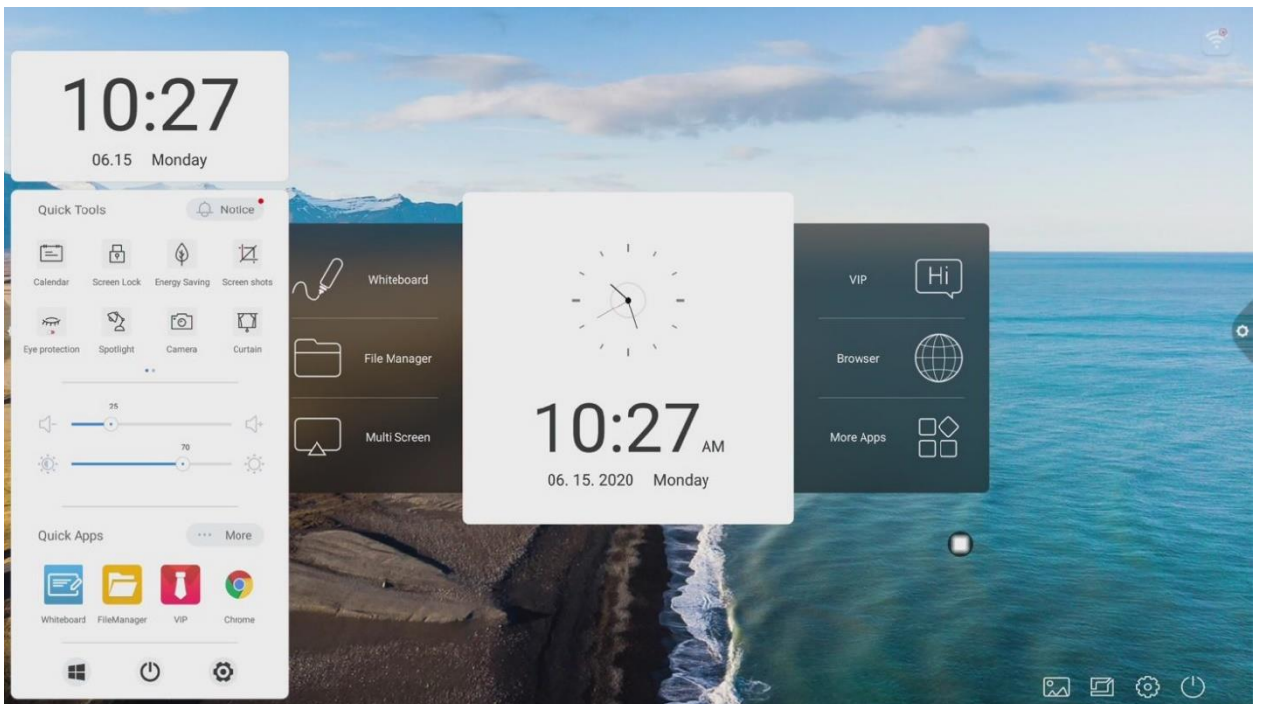 10:27
06.15 Monday
Quick Tools
Notice
Calendar Screen Lock Energy Saving Screen shots
Eye protection Spotlight Camera Curtain
25
70
Quick Apps
More
Whiteboard FileManager VIP Chrome
Whiteboard
File Manager
Multi Screen
10:27 AM
06. 15. 2020 Monday
VIP
Hi
Browser
More Apps